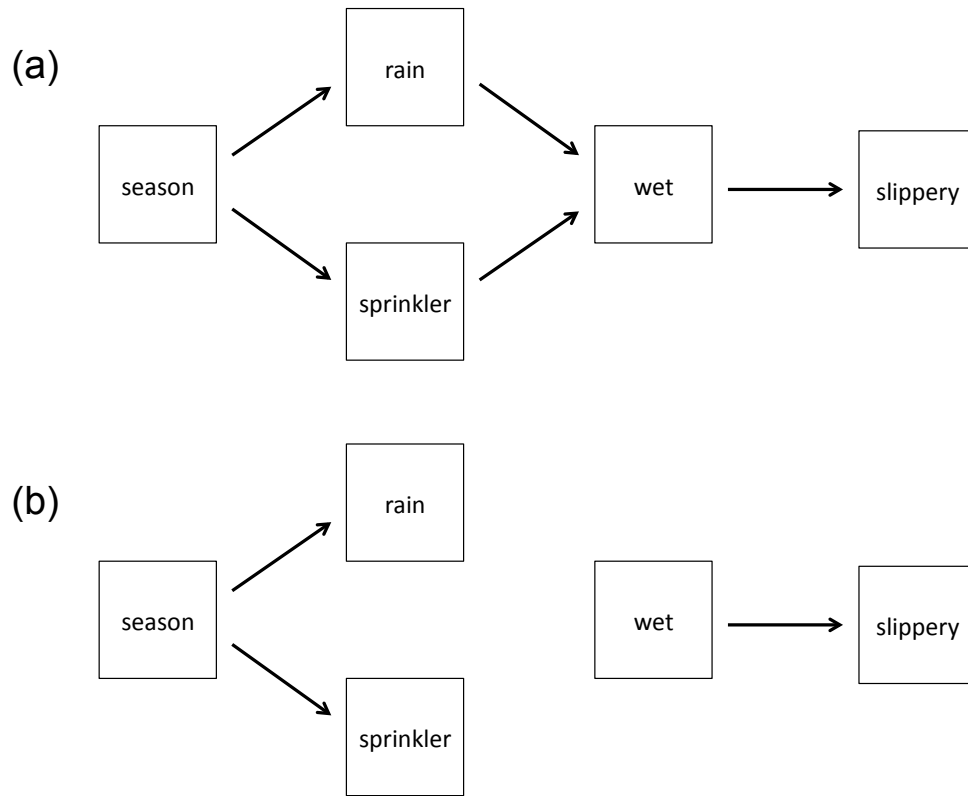 (a)
rain
season
wet
slippery
sprinkler
(b)
rain
season
wet
slippery
sprinkler